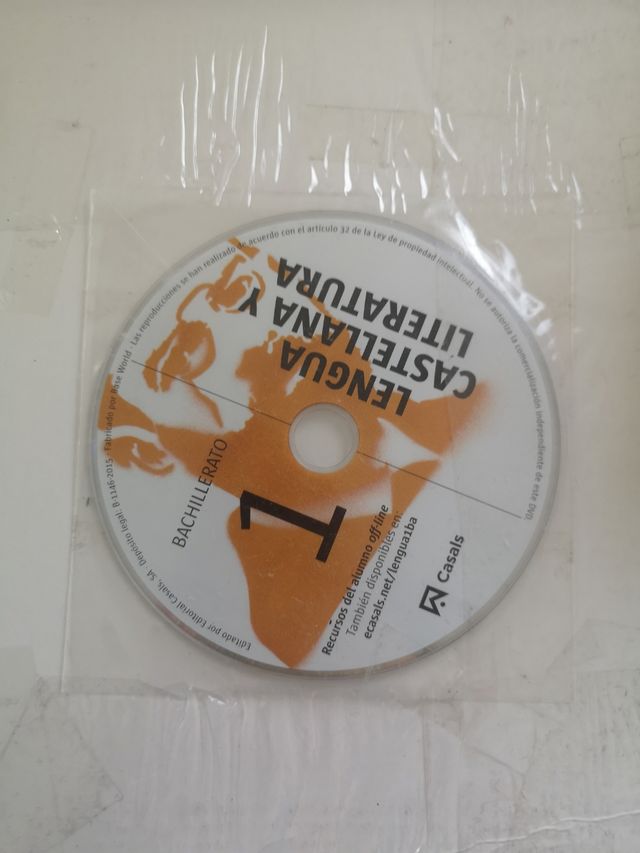 LENGUA
CASTELLANA Y
LITERATURA
BACHILLERATO
1
Recursos del alumno off-line
También disponibles en:
ecasals.net/lengua1ba
Casals
Editado por Editorial Casals, SA · Depósito legal: B-1146-2015 · Fabricado por Base World · Las reproducciones se han realizado de acuerdo con el artículo 32 de la Ley de propiedad intelectual. No se autoriza la comercialización independiente de este DVD.